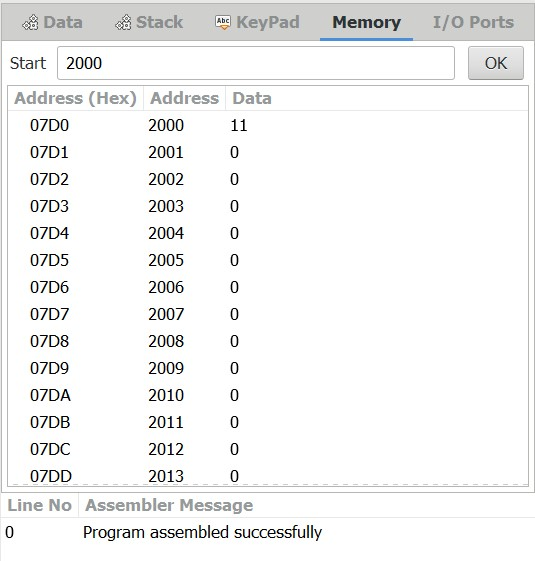 Data Stack Abc KeyPad Memory I/O Ports
Start 2000 OK
Address (Hex) Address Data
07D0 2000 11
07D1 2001 0
07D2 2002 0
07D3 2003 0
07D4 2004 0
07D5 2005 0
07D6 2006 0
07D7 2007 0
07D8 2008 0
07D9 2009 0
07DA 2010 0
07DB 2011 0
07DC 2012 0
07DD 2013 0
Line No Assembler Message
0 Program assembled successfully